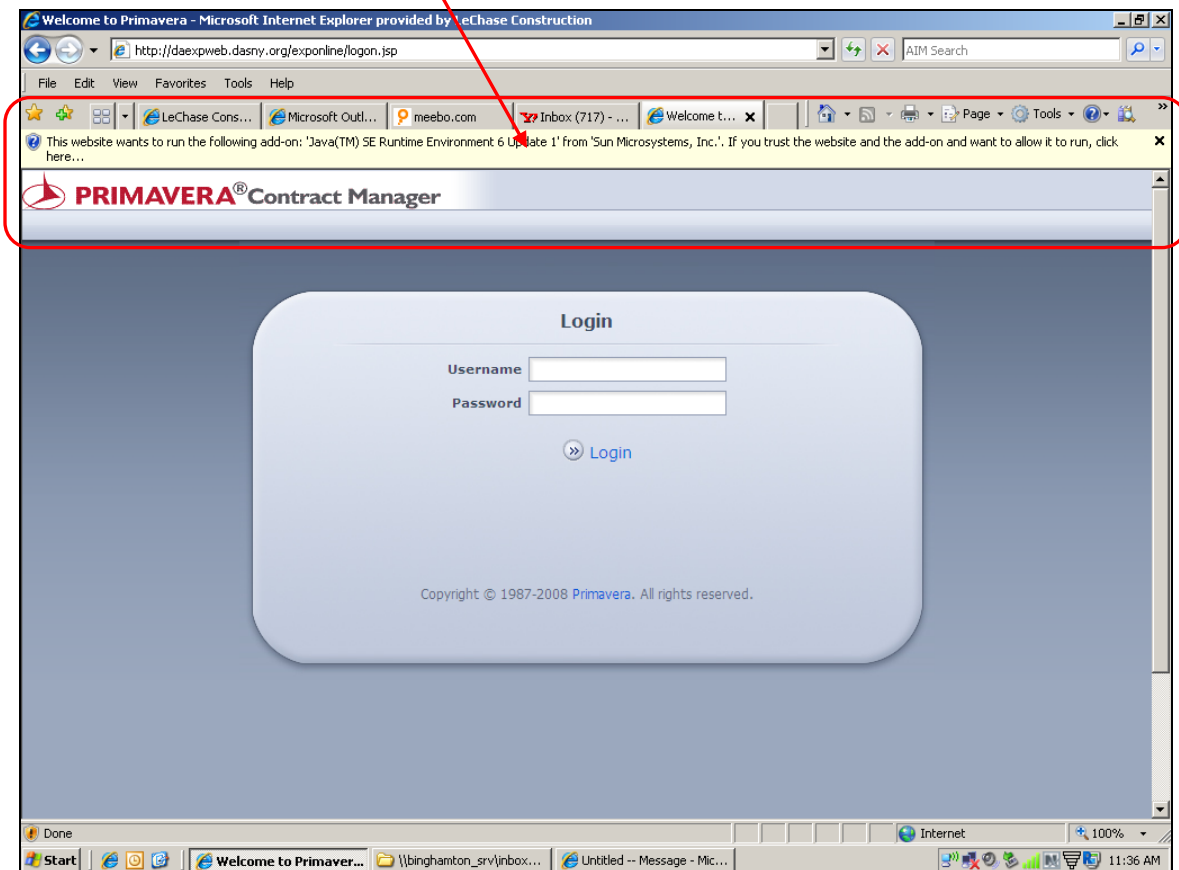 Welcome to Primavera - Microsoft Internet Explorer provided by LeChase Construction
http://daexpweb.dasny.org/exponline/logon.jsp
AIM Search
File Edit View Favorites Tools Help
LeChase Cons... Microsoft Outl... meebo.com Inbox (717) - ... Welcome t... Page Tools
This website wants to run the following add-on: 'Java(TM) SE Runtime Environment 6 Update 1' from 'Sun Microsystems, Inc.'. If you trust the website and the add-on and want to allow it to run, click
here...
PRIMAVERA® Contract Manager
Login
Username
Password
Login
Copyright © 1987-2008 Primavera. All rights reserved.
Done Internet 100%
Start Welcome to Primaver... \\binghamton_srv\inbox... Untitled -- Message - Mic... 11:36 AM